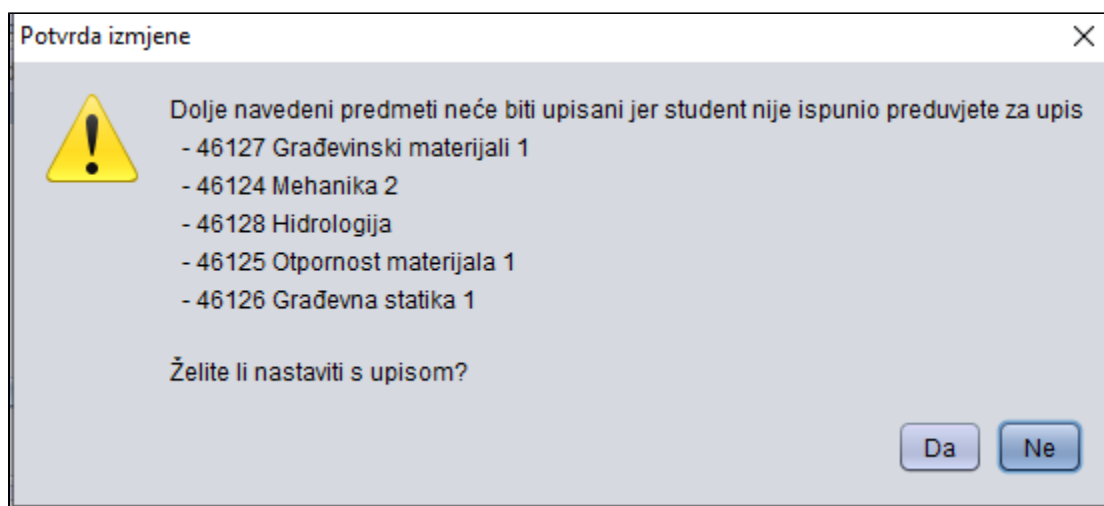 Potvrda izmjene
Dolje navedeni predmeti neće biti upisani jer student nije ispunio preduvjete za upis
- 46127 Građevinski materijali 1
- 46124 Mehanika 2
- 46128 Hidrologija
- 46125 Otpornost materijala 1
- 46126 Građevna statika 1
Želite li nastaviti s upisom?
Da Ne